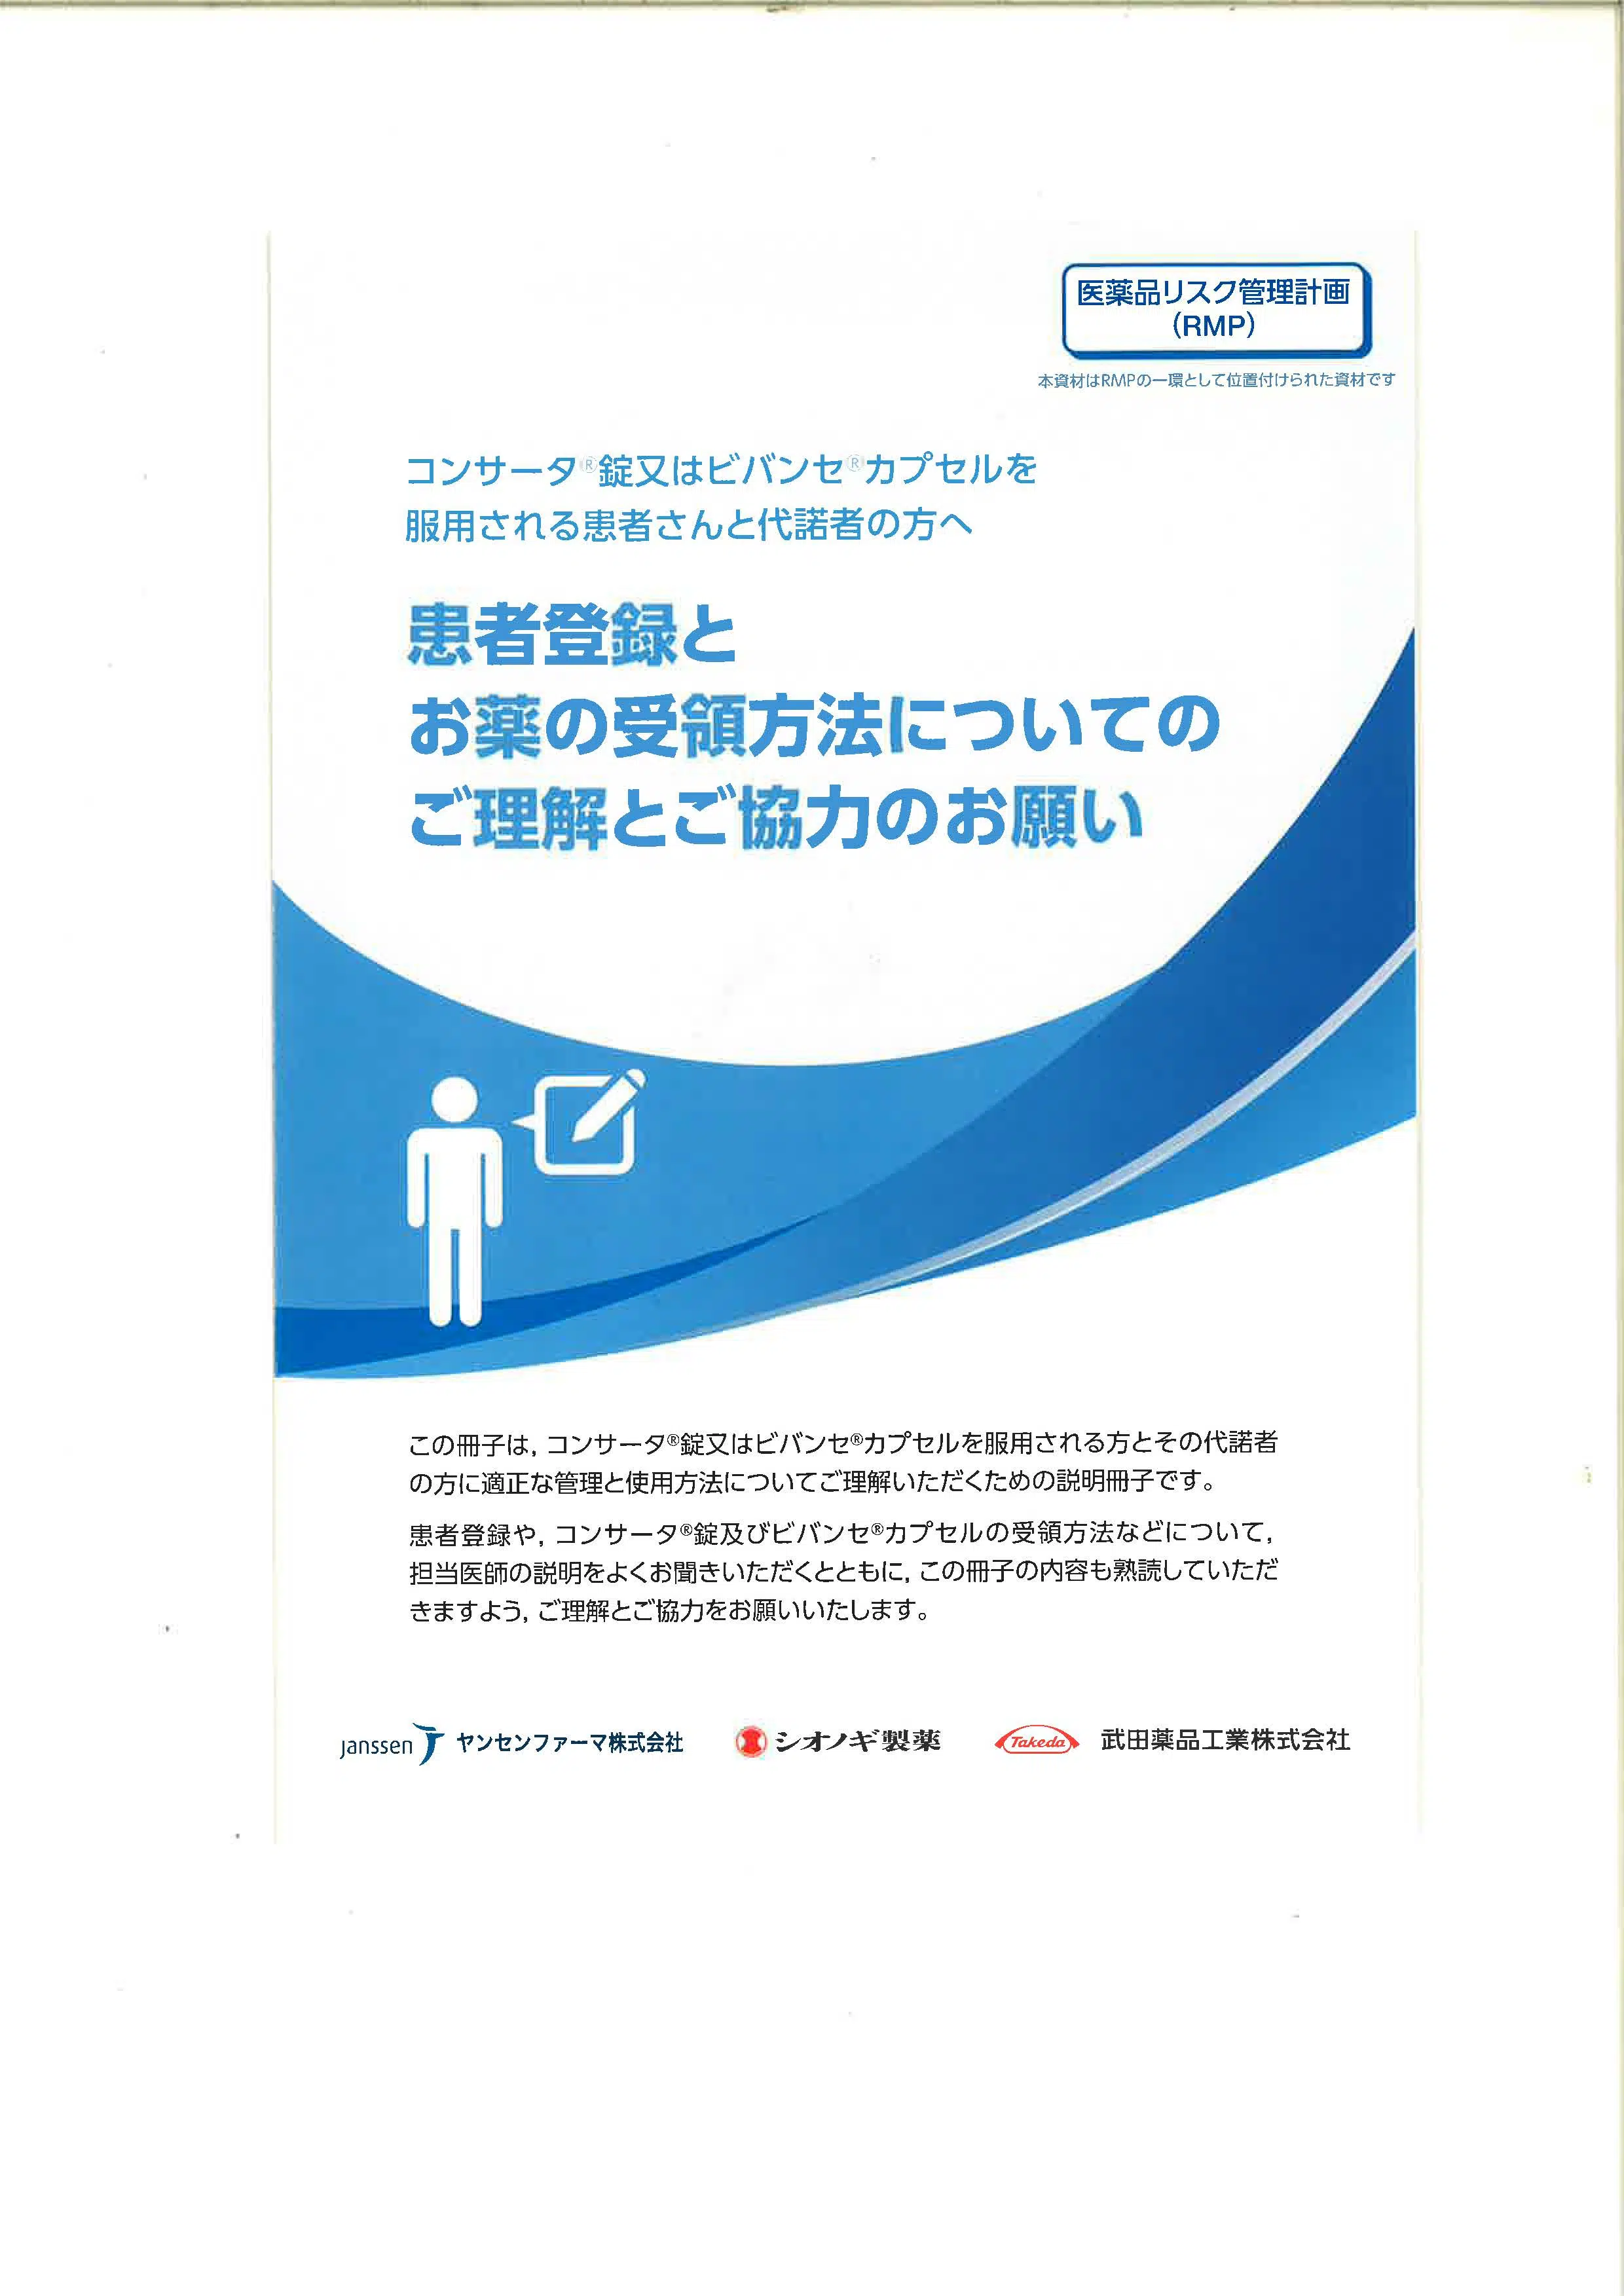 医薬品リスク管理計画
(RMP)
本資材はRMPの一環として位置付けられた資材です
コンサータ®錠又はビバンセ®カプセルを
服用される患者さんと代諾者の方へ
患者登録と
お薬の受領方法についての
ご理解とご協力のお願い
この冊子は, コンサータ®錠又はビバンセ®カプセルを服用される方とその代諾者
の方に適正な管理と使用方法についてご理解いただくための説明冊子です。
患者登録や, コンサータ®錠及びビバンセ®カプセルの受領方法などについて,
担当医師の説明をよくお聞きいただくとともに, この冊子の内容も熟読していただ
きますよう, ご理解とご協力をお願いいたします。
janssen ヤンセンファーマ株式会社 シオノギ製薬 Takeda 武田薬品工業株式会社